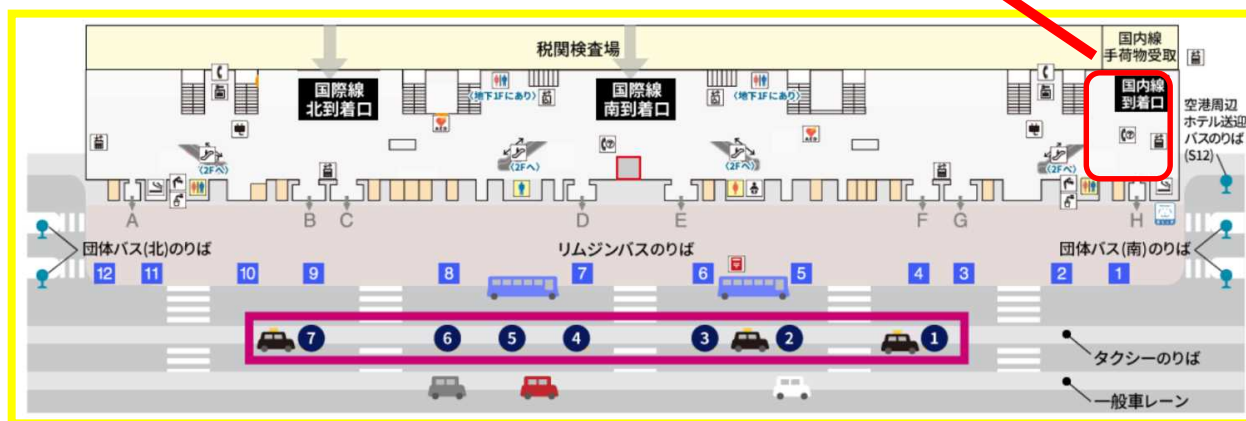 税関検査場
国内線
手荷物受取
国際線
北到着口
国際線
南到着口
国内線
到着口
〈地下1Fにあり〉
〈地下1Fにあり〉
AED
AED
空港周辺
ホテル送迎
バスのりば
(S12)
〈2Fへ〉
〈2Fへ〉
〈2Fへ〉
〈2Fへ〉
A
B
C
D
E
F
G
H
団体バス(北)のりば
リムジンバスのりば
団体バス(南)のりば
12
11
10
9
8
7
6
5
4
3
2
1
7
6
5
4
3
2
1
タクシーのりば
一般車レーン